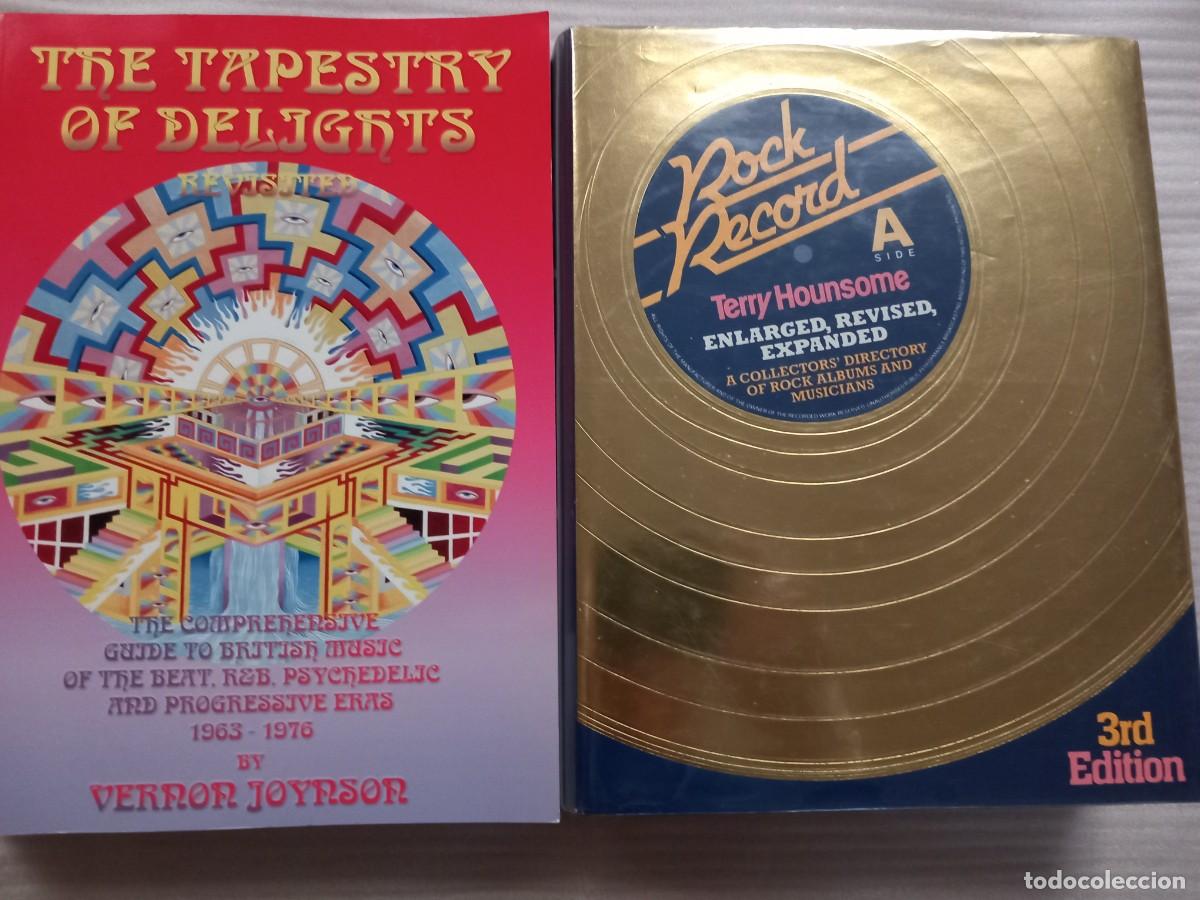 THE TAPESTRY
OF DELIGHTS
REVISITED
THE COMPREHENSIVE
GUIDE TO BRITISH MUSIC
OF THE BEAT, R&B, PSYCHEDELIC
AND PROGRESSIVE ERAS
1963 - 1976
BY
VERNON JOYNSON
Rock
Record
A
SIDE
Terry Hounsome
ENLARGED, REVISED,
EXPANDED
A COLLECTORS' DIRECTORY
OF ROCK ALBUMS AND
MUSICIANS
3rd
Edition
todocoleccion